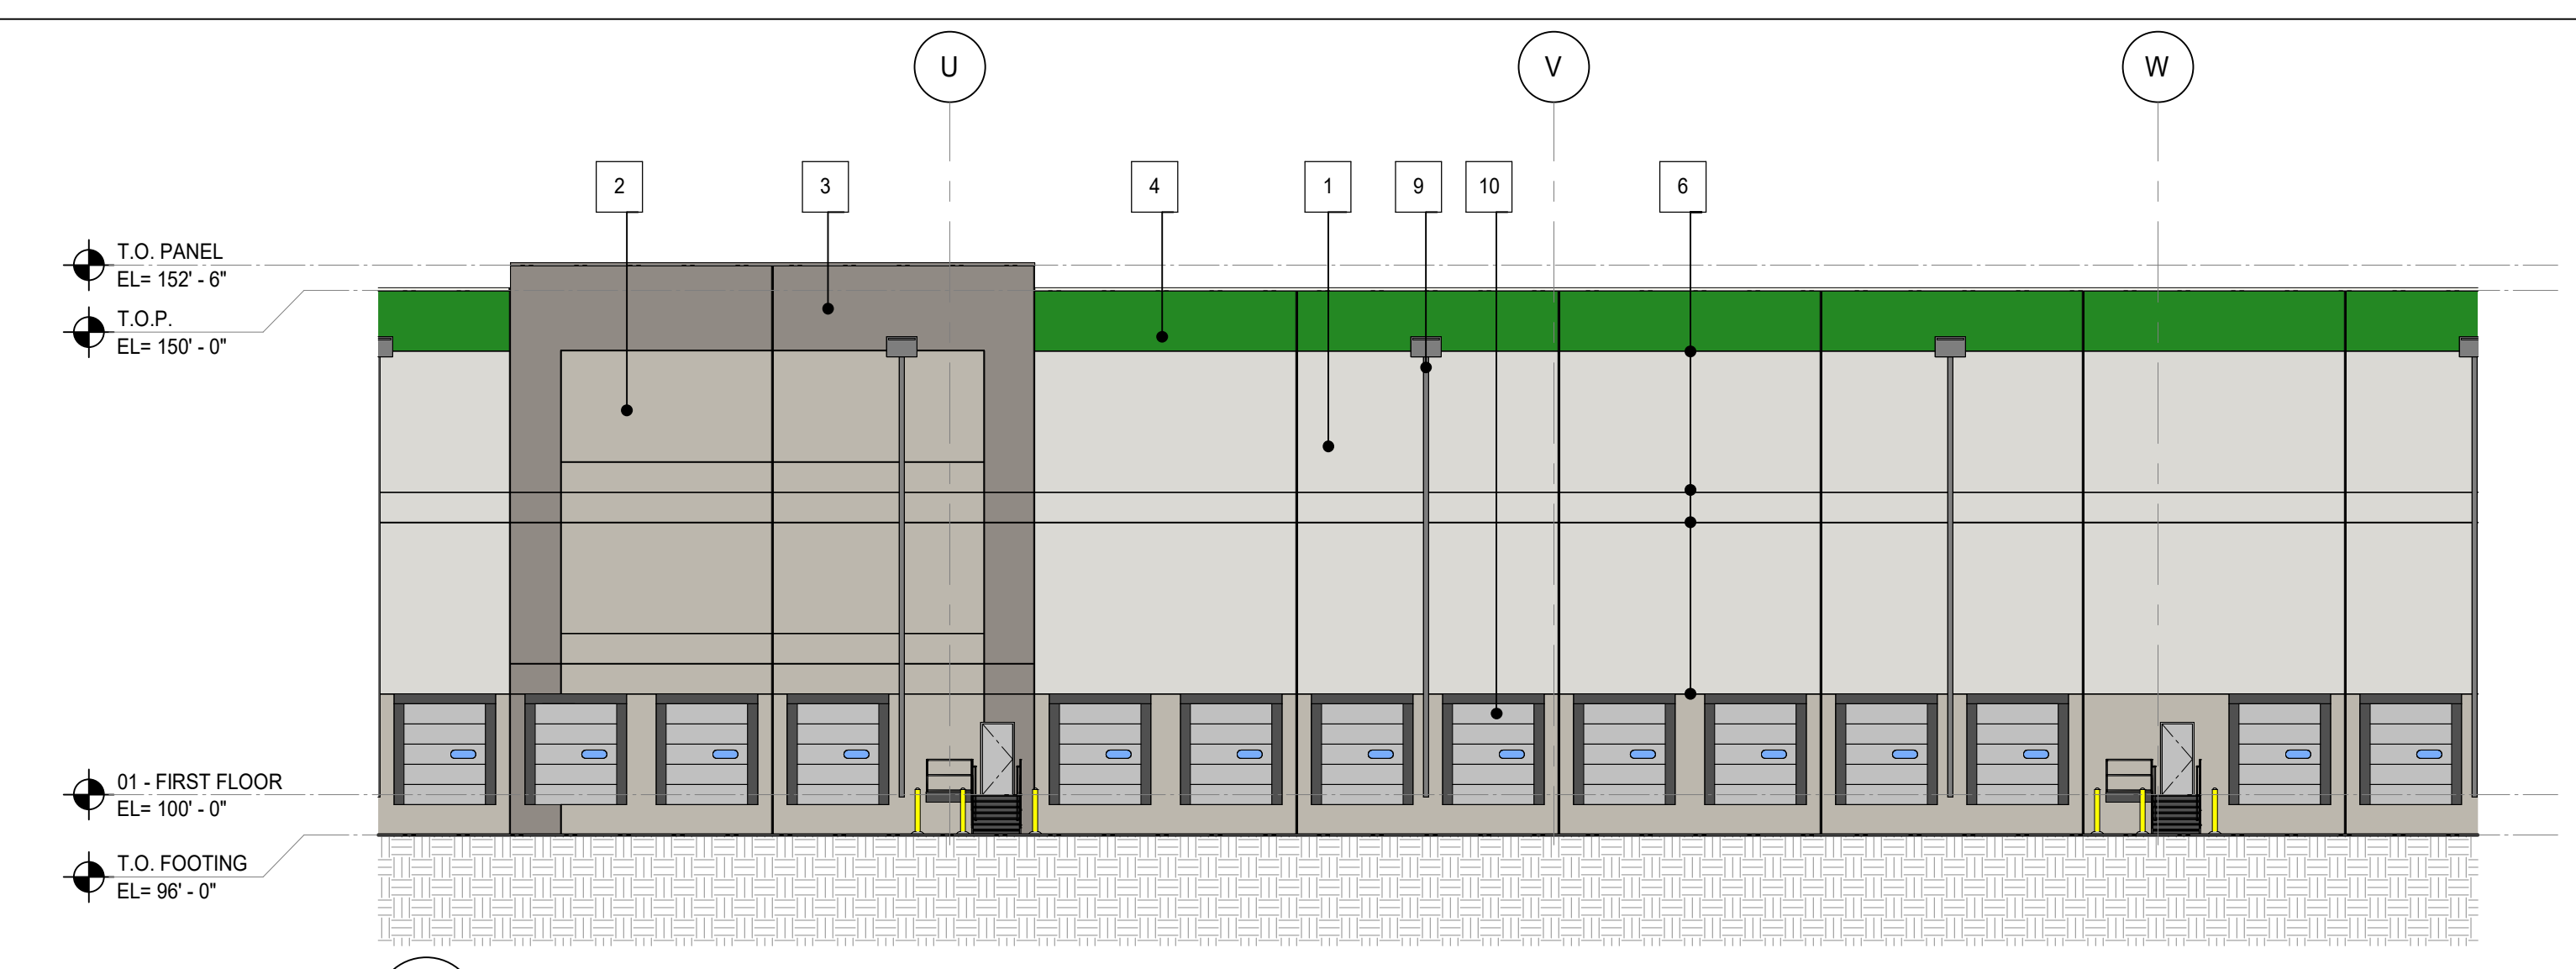 U
V
W
2
3
4
1
9
10
6
T.O. PANEL
EL= 152' - 6"
T.O.P.
EL= 150' - 0"
01 - FIRST FLOOR
EL= 100' - 0"
T.O. FOOTING
EL= 96' - 0"